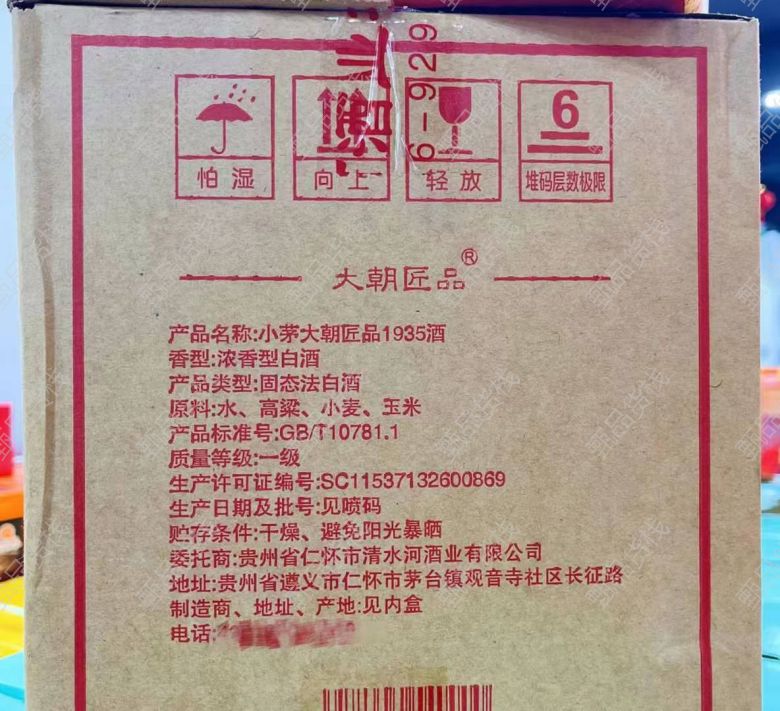 6-929
6
怕湿
向上
轻放
堆码层数极限
大朝匠品®
产品名称:小茅大朝匠品1935酒
香型:浓香型白酒
产品类型:固态法白酒
原料:水、高粱、小麦、玉米
产品标准号:GB/T10781.1
质量等级:一级
生产许可证编号:SC11537132600869
生产日期及批号:见喷码
贮存条件:干燥、避免阳光暴晒
委托商:贵州省仁怀市清水河酒业有限公司
地址:贵州省遵义市仁怀市茅台镇观音寺社区长征路
制造商、地址、产地:见内盒
电话: